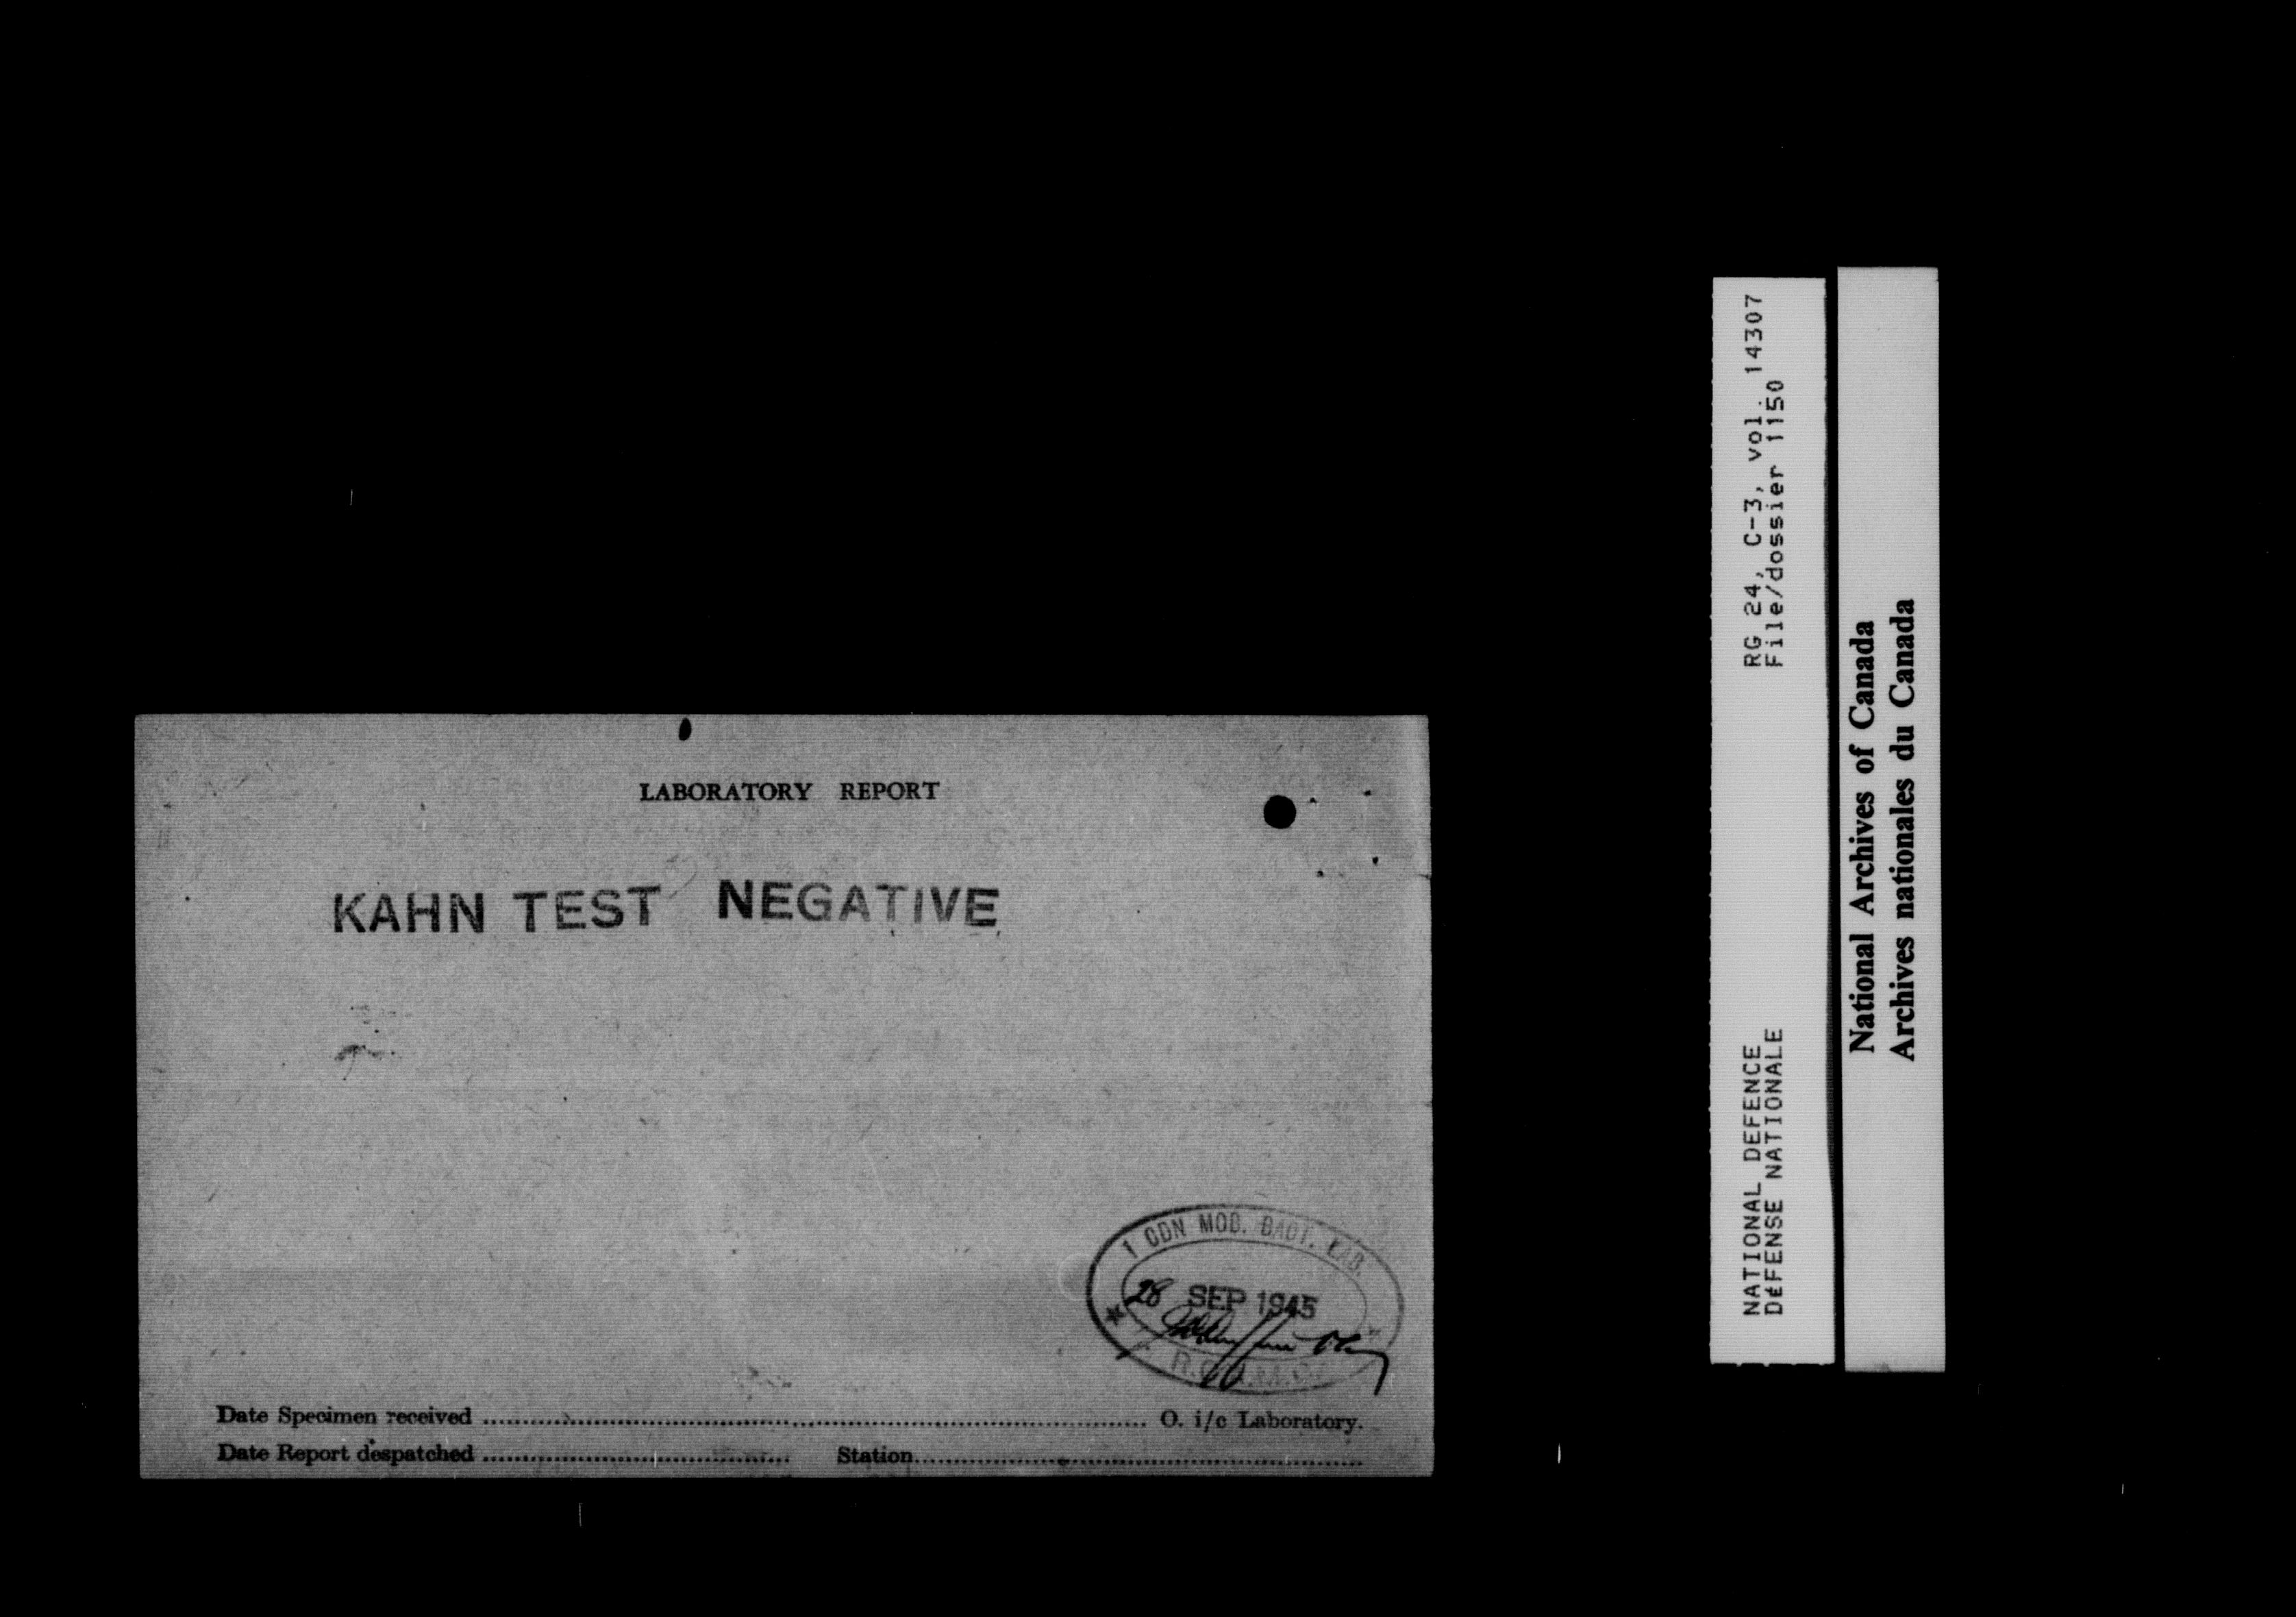 LABORATORY REPORT
KAHN TEST NEGATIVE
1 CDN MOB. BACT. LAB.
28 SEP 1945
R.C.A.M.C.
Date Specimen received ........ O. i/c Laboratory.
Date Report despatched ........ Station........
RG 24, C-3, vol. 14307
File/dossier 1150
NATIONAL DEFENCE
DÉFENSE NATIONALE
National Archives of Canada
Archives nationales du Canada